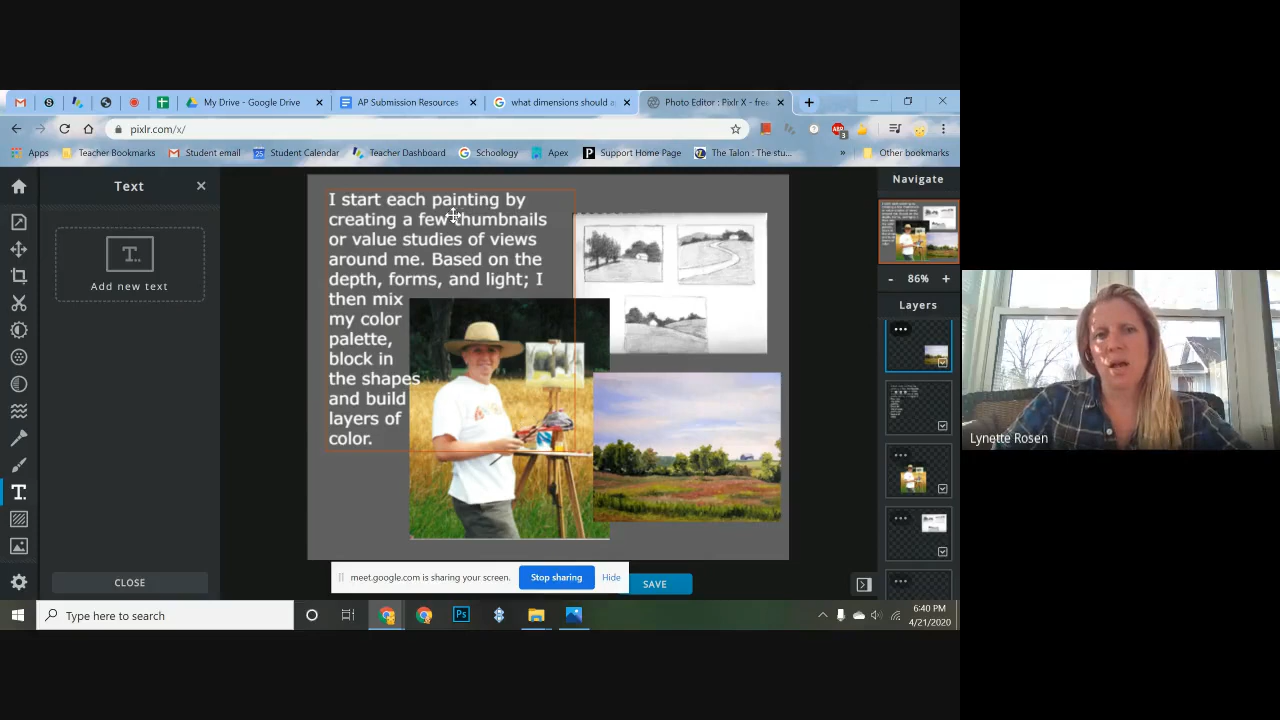 My Drive - Google Drive
AP Submission Resources
what dimensions should a
Photo Editor : Pixlr X - free
pixlr.com/x/
Apps
Teacher Bookmarks
Student email
Student Calendar
Teacher Dashboard
Schoology
Apex
Support Home Page
The Talon : The stu...
»
Other bookmarks
Text
T.
Add new text
CLOSE
I start each painting by
creating a few thumbnails
or value studies of views
around me. Based on the
depth, forms, and light; I
then mix
my color
palette,
block in
the shapes
and build
layers of
color.
Navigate
- 86% +
Layers
meet.google.com is sharing your screen.
Stop sharing
Hide
SAVE
Lynette Rosen
Type here to search
Ps
6:40 PM
4/21/2020